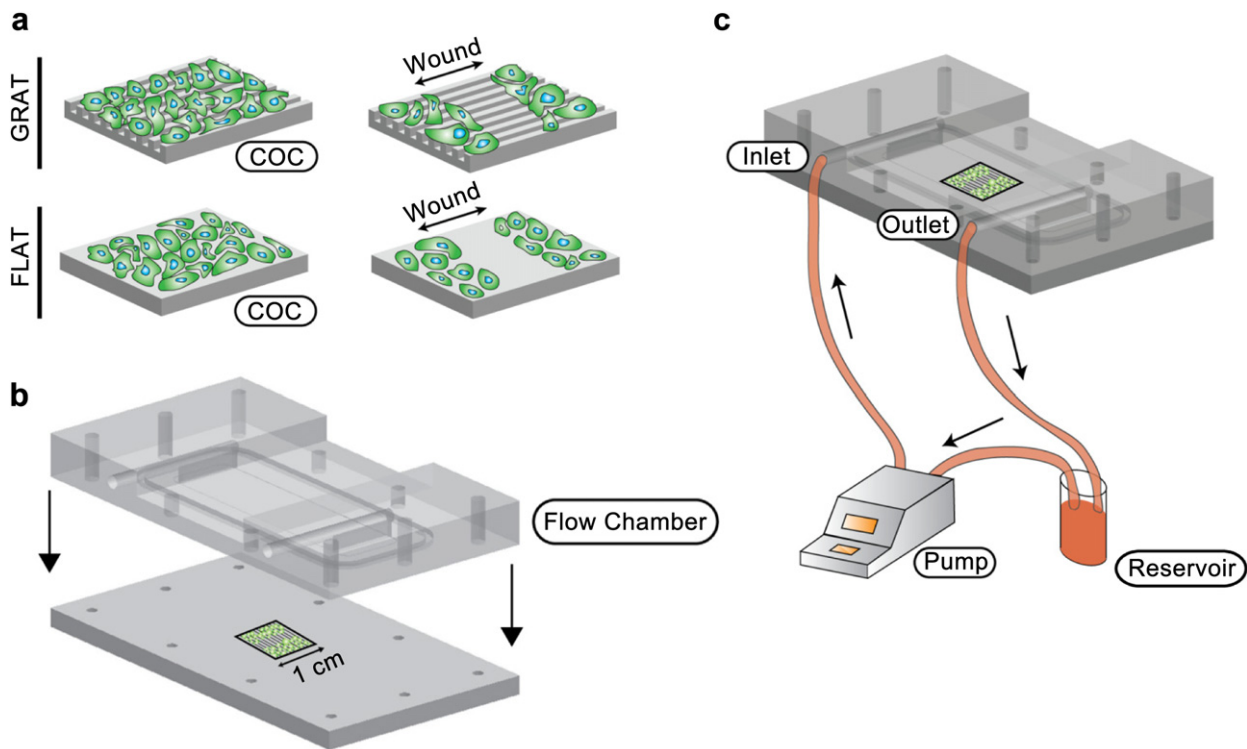 a
GRAT
COC
Wound
FLAT
COC
Wound
b
Flow Chamber
1 cm
c
Inlet
Outlet
Pump
Reservoir